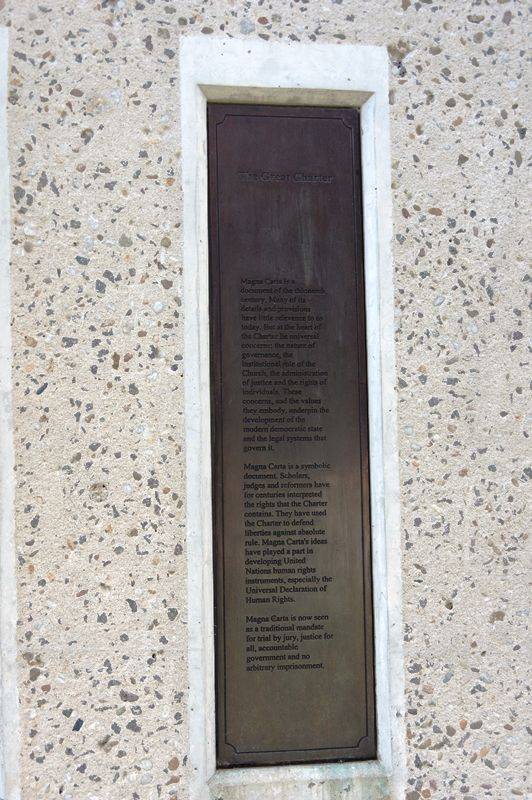 The Great Charter
Magna Carta is a
document of the thirteenth
century. Many of its
details and provisions
have little relevance to us
today. But at the heart of
the Charter lie universal
concerns: the nature of
governance, the
institutional role of the
Church, the administration
of justice and the rights of
individuals. These
concerns, and the values
they embody, underpin the
development of the
modern democratic state
and the legal systems that
govern it.
Magna Carta is a symbolic
document. Scholars,
judges and reformers have
for centuries interpreted
the rights that the Charter
contains. They have used
the Charter to defend
liberties against absolute
rule. Magna Carta's ideas
have played a part in
developing United
Nations human rights
instruments, especially the
Universal Declaration of
Human Rights.
Magna Carta is now seen
as a traditional mandate
for trial by jury, justice for
all, accountable
government and no
arbitrary imprisonment.